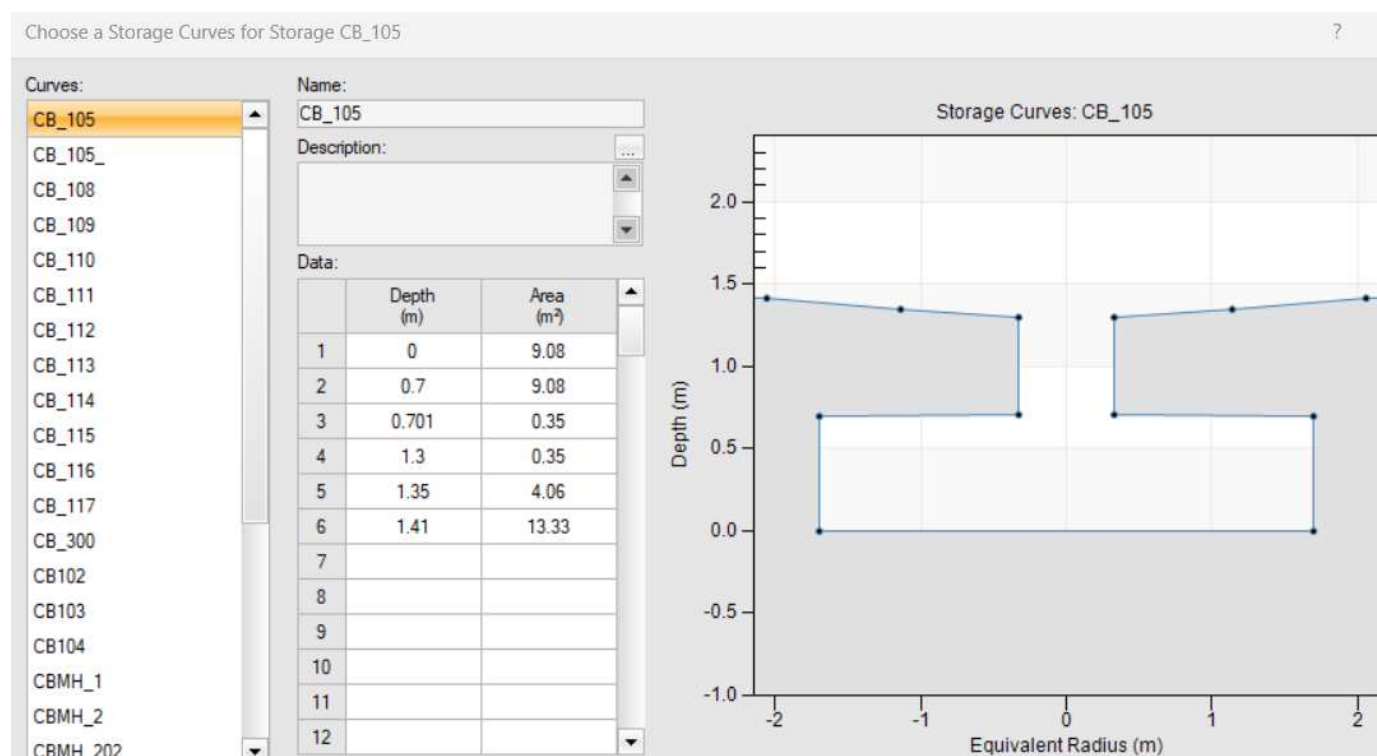 Choose a Storage Curves for Storage CB_105
?
Curves:
CB_105
CB_105_
CB_108
CB_109
CB_110
CB_111
CB_112
CB_113
CB_114
CB_115
CB_116
CB_117
CB_300
CB102
CB103
CB104
CBMH_1
CBMH_2
CBMH_202
Name:
CB_105
Description:
...
Data:
Depth (m) Area (m²)
1 0 9.08
2 0.7 9.08
3 0.701 0.35
4 1.3 0.35
5 1.35 4.06
6 1.41 13.33
7
8
9
10
11
12
Storage Curves: CB_105
Depth (m)
2.0
1.5
1.0
0.5
0.0
-0.5
-1.0
-2 -1 0 1 2
Equivalent Radius (m)